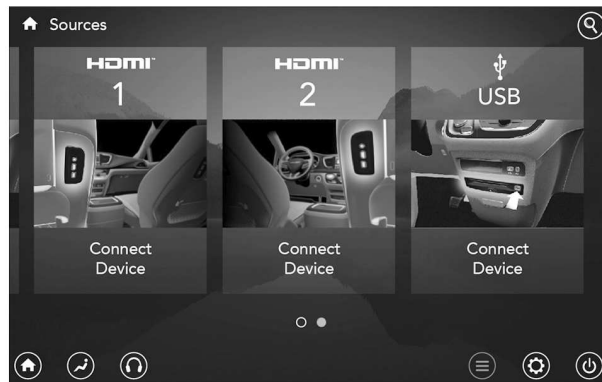 Sources
HDMI
1
HDMI
2
USB
Connect
Device
Connect
Device
Connect
Device